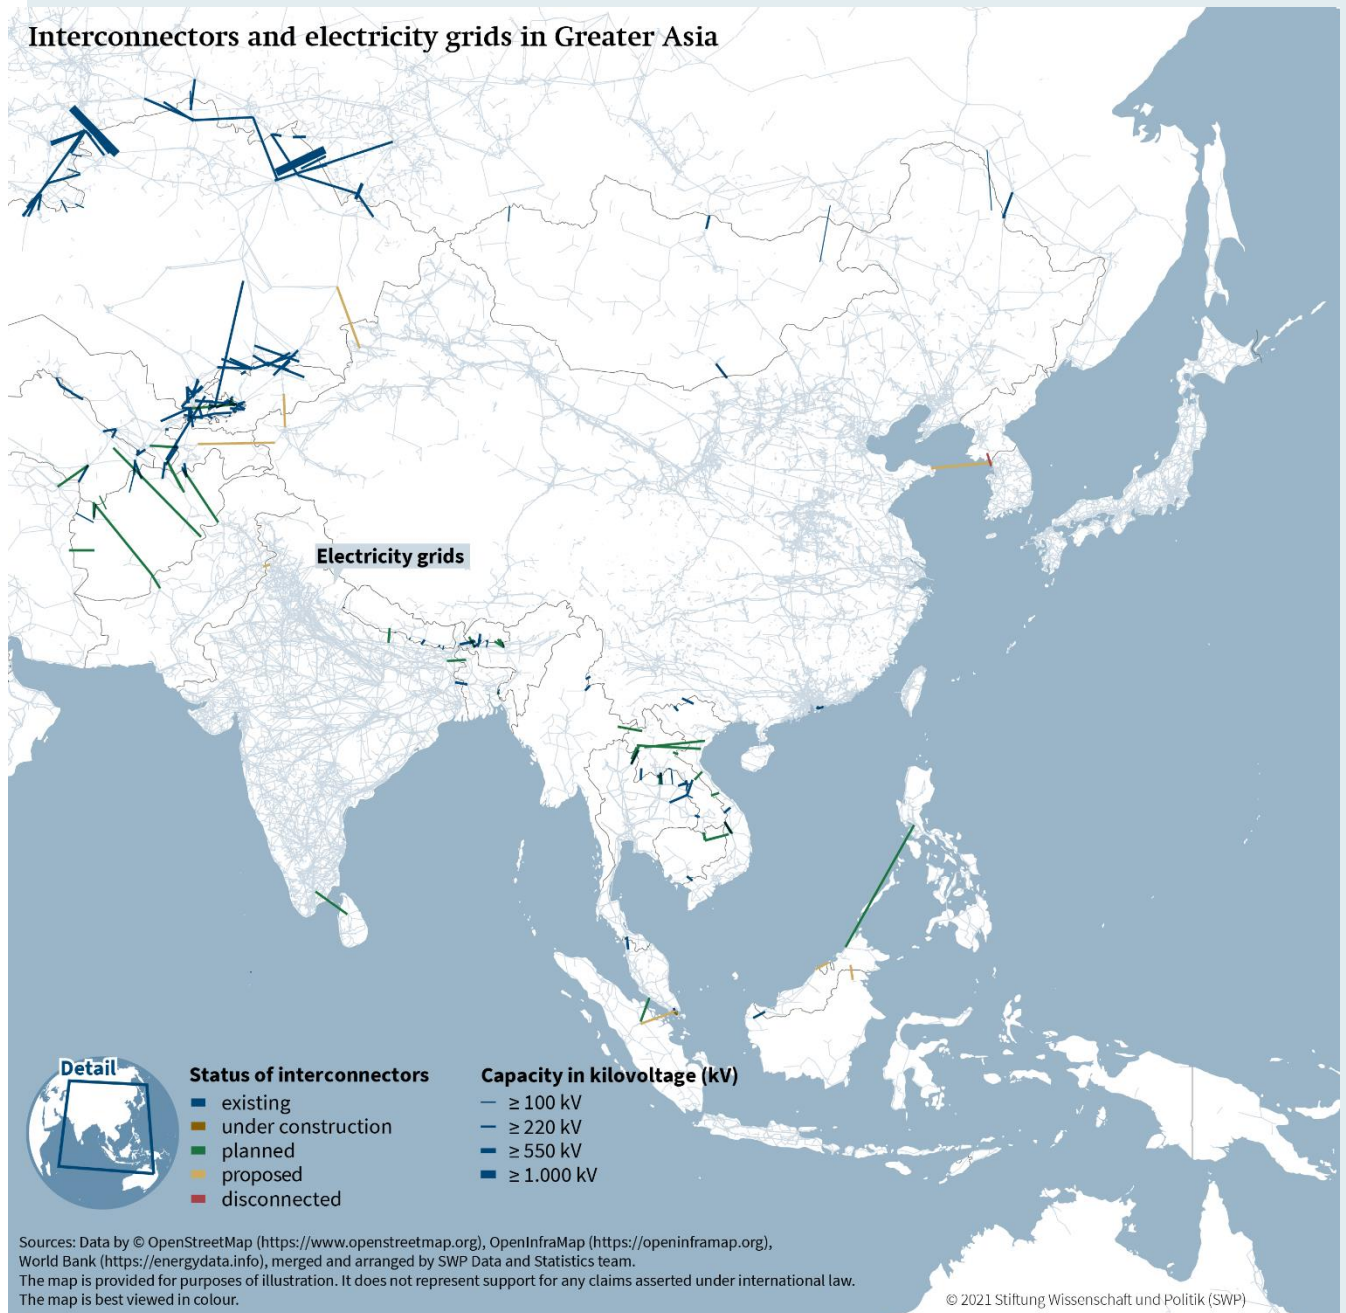 Interconnectors and electricity grids in Greater Asia
Electricity grids
Detail
Status of interconnectors
existing
under construction
planned
proposed
disconnected
Capacity in kilovoltage (kV)
≥ 100 kV
≥ 220 kV
≥ 550 kV
≥ 1.000 kV
Sources: Data by © OpenStreetMap (https://www.openstreetmap.org), OpenInfraMap (https://openinframap.org),
World Bank (https://energydata.info), merged and arranged by SWP Data and Statistics team.
The map is provided for purposes of illustration. It does not represent support for any claims asserted under international law.
The map is best viewed in colour.
© 2021 Stiftung Wissenschaft und Politik (SWP)